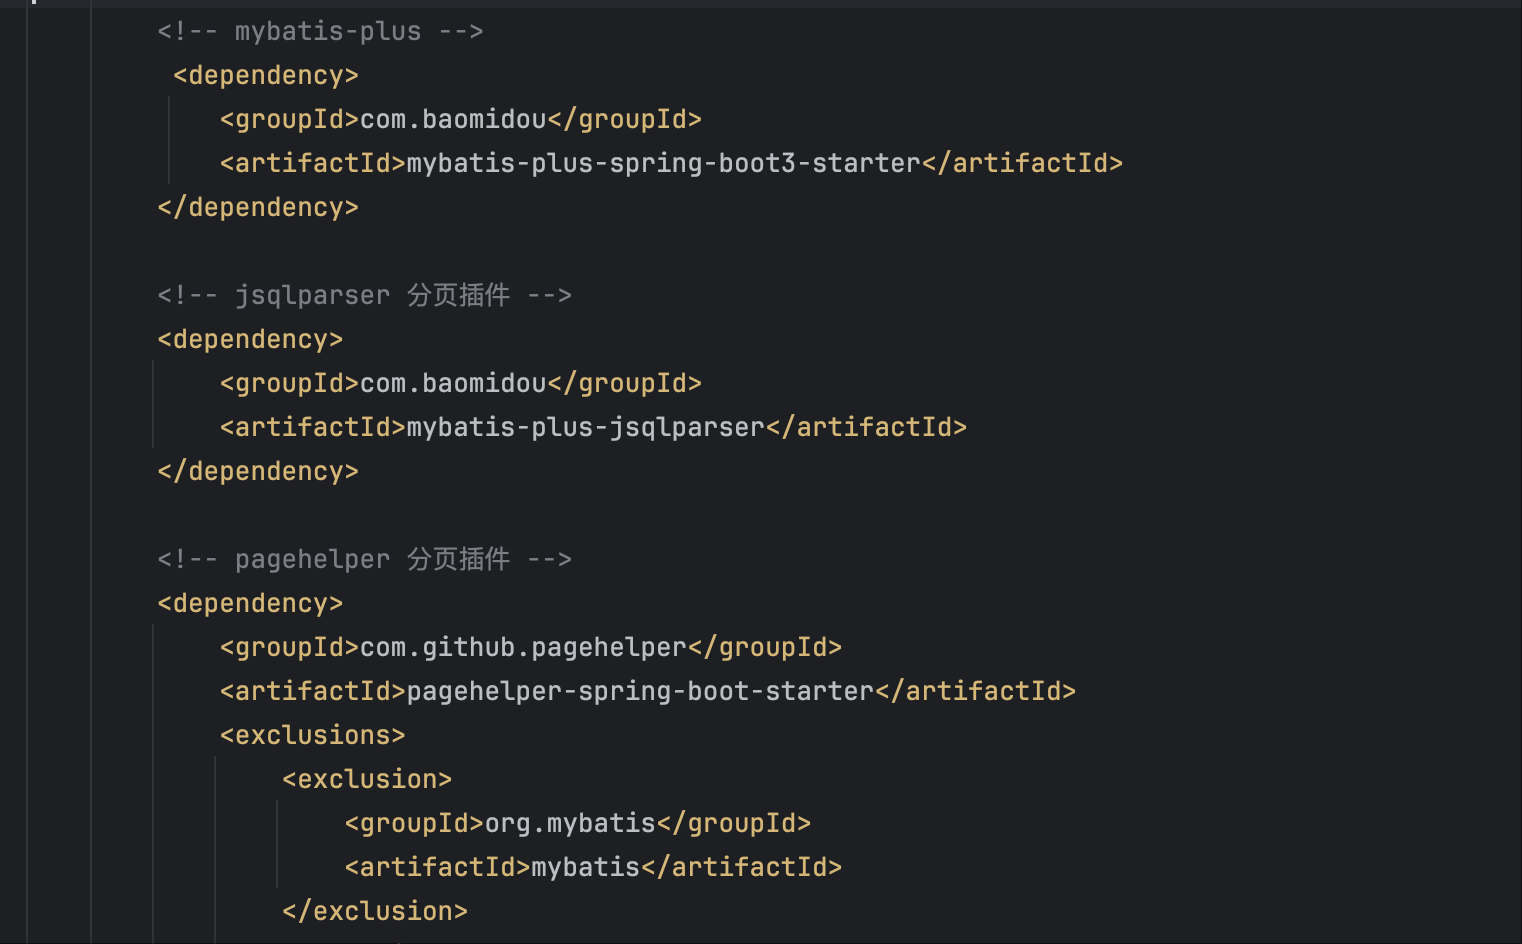 <!-- mybatis-plus -->
<dependency>
<groupId>com.baomidou</groupId>
<artifactId>mybatis-plus-spring-boot3-starter</artifactId>
</dependency>
<!-- jsqlparser 分页插件 -->
<dependency>
<groupId>com.baomidou</groupId>
<artifactId>mybatis-plus-jsqlparser</artifactId>
</dependency>
<!-- pagehelper 分页插件 -->
<dependency>
<groupId>com.github.pagehelper</groupId>
<artifactId>pagehelper-spring-boot-starter</artifactId>
<exclusions>
<exclusion>
<groupId>org.mybatis</groupId>
<artifactId>mybatis</artifactId>
</exclusion>